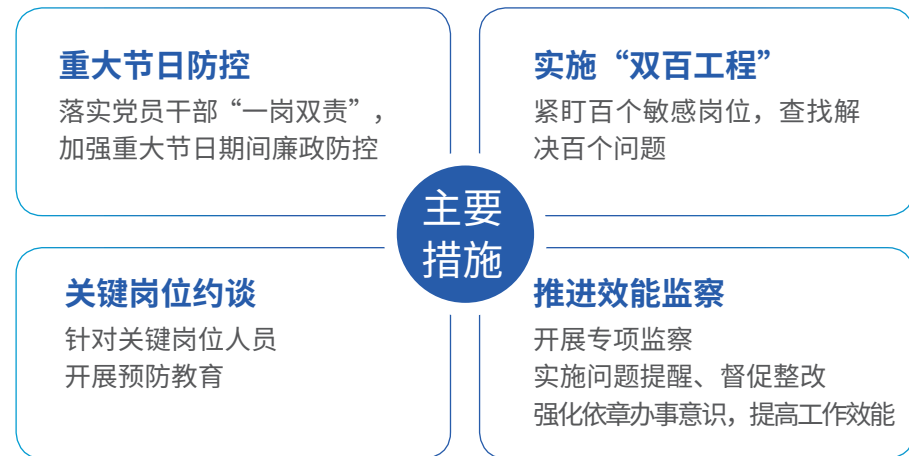 重大节日防控
落实党员干部“一岗双责”，
加强重大节日期间廉政防控
实施“双百工程”
紧盯百个敏感岗位，查找解
决百个问题
主要
措施
关键岗位约谈
针对关键岗位人员
开展预防教育
推进效能监察
开展专项监察
实施问题提醒、督促整改
强化依章办事意识，提高工作效能